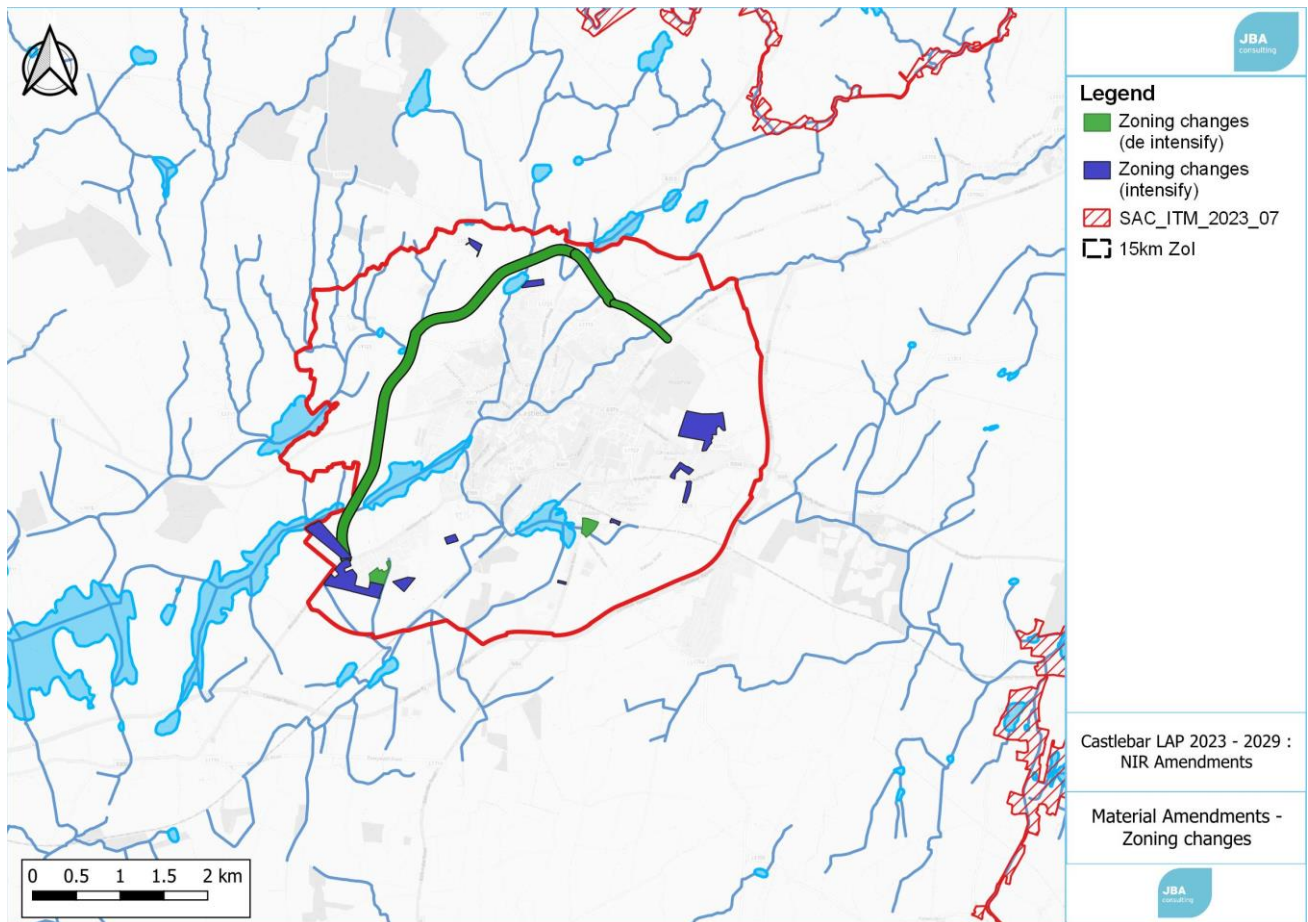 JBA
consulting
Legend
Zoning changes
(de intensify)
Zoning changes
(intensify)
SAC_ITM_2023_07
15km ZoI
Castlebar LAP 2023 - 2029 :
NIR Amendments
Material Amendments -
Zoning changes
0 0.5 1 1.5 2 km
JBA
consulting